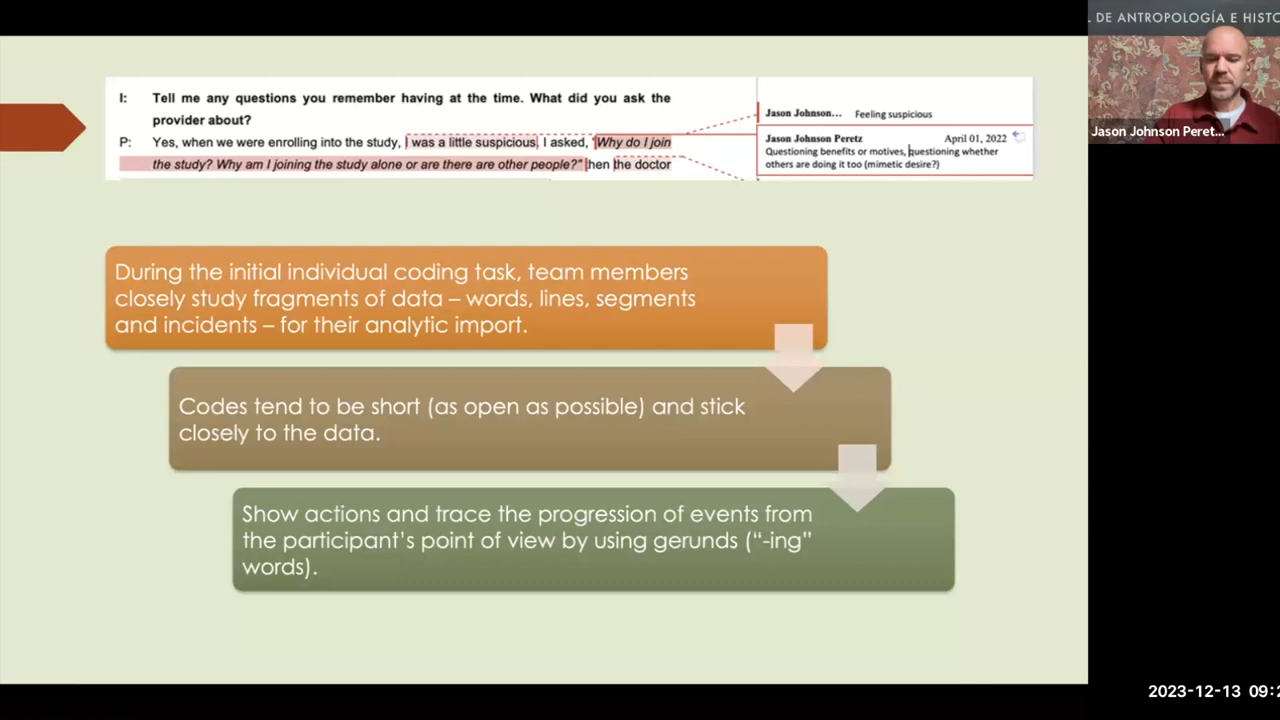 DE ANTROPOLOGÍA E HISTO
I: Tell me any questions you remember having at the time. What did you ask the
provider about?
P: Yes, when we were enrolling into the study, I was a little suspicious. I asked, "Why do I join
the study? Why am I joining the study alone or are there are other people?" then the doctor
Jason Johnson... Feeling suspicious
Jason Johnson Peretz April 01, 2022
Questioning benefits or motives, questioning whether
others are doing it too (mimetic desire?)
Jason Johnson Peret...
During the initial individual coding task, team members
closely study fragments of data – words, lines, segments
and incidents – for their analytic import.
Codes tend to be short (as open as possible) and stick
closely to the data.
Show actions and trace the progression of events from
the participant's point of view by using gerunds ("-ing"
words).
2023-12-13 09:2